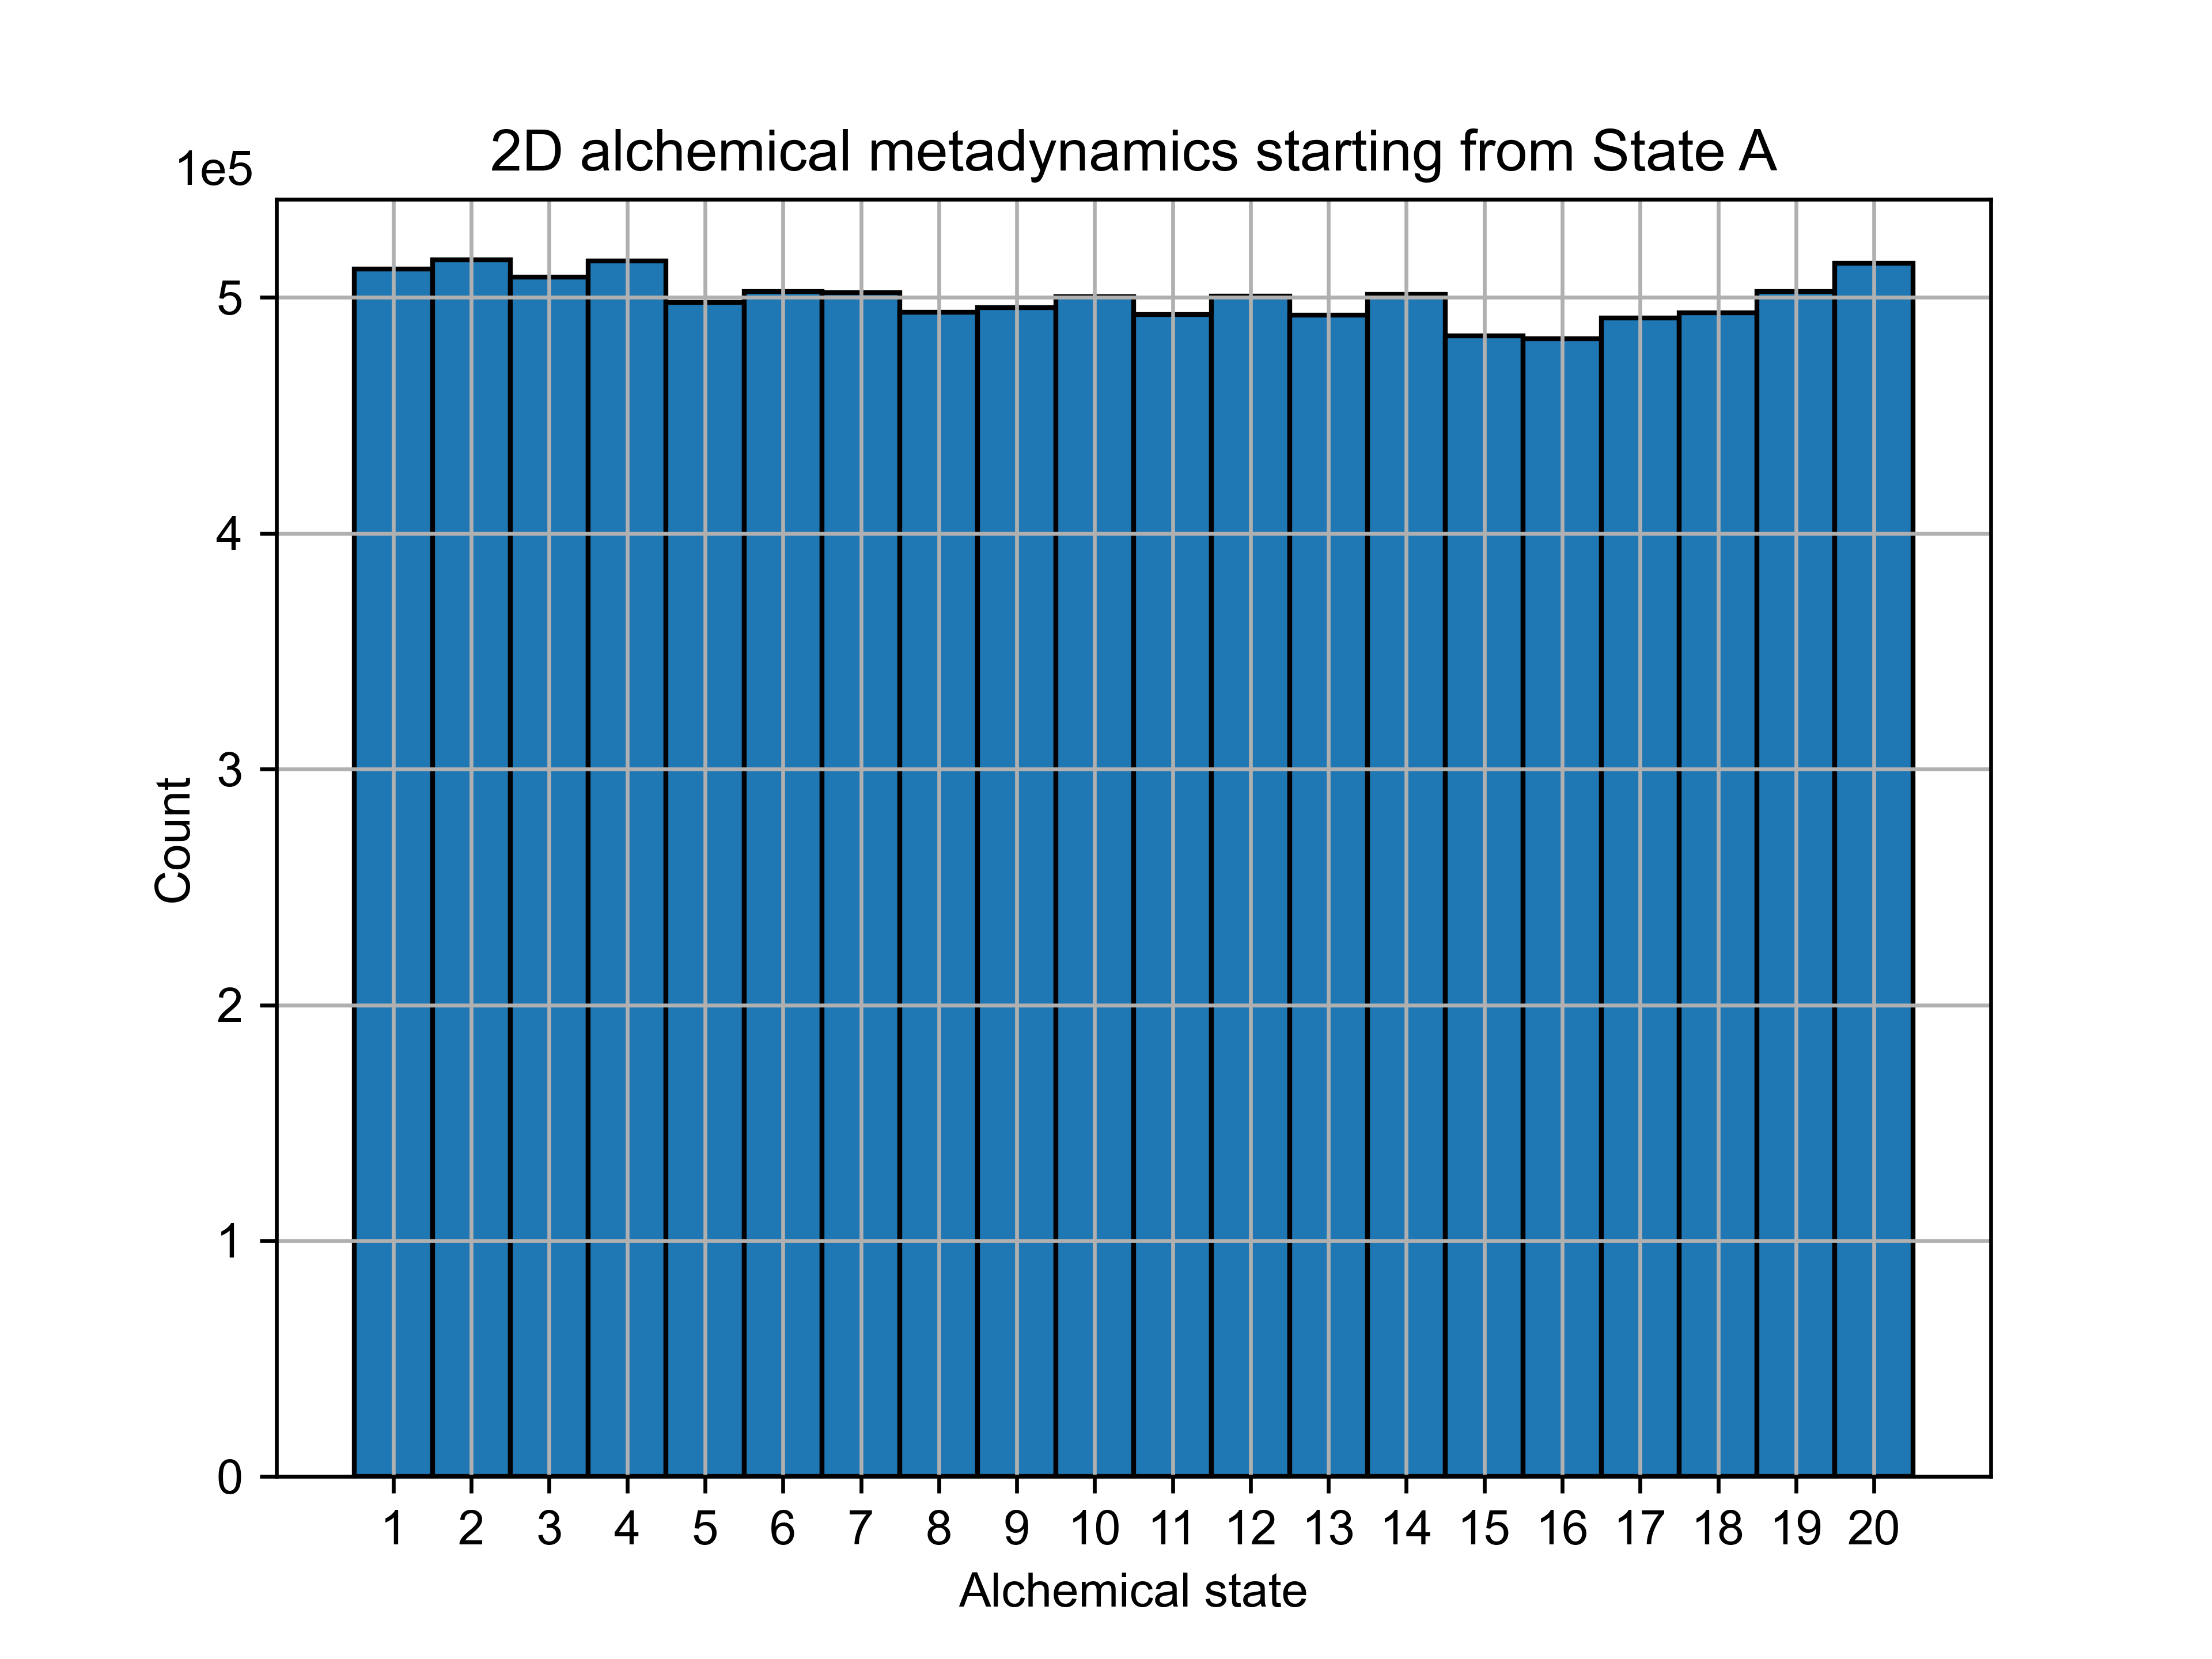 2D alchemical metadynamics starting from State A
1e5
5
4
3
2
1
0
Count
1 2 3 4 5 6 7 8 9 10 11 12 13 14 15 16 17 18 19 20
Alchemical state